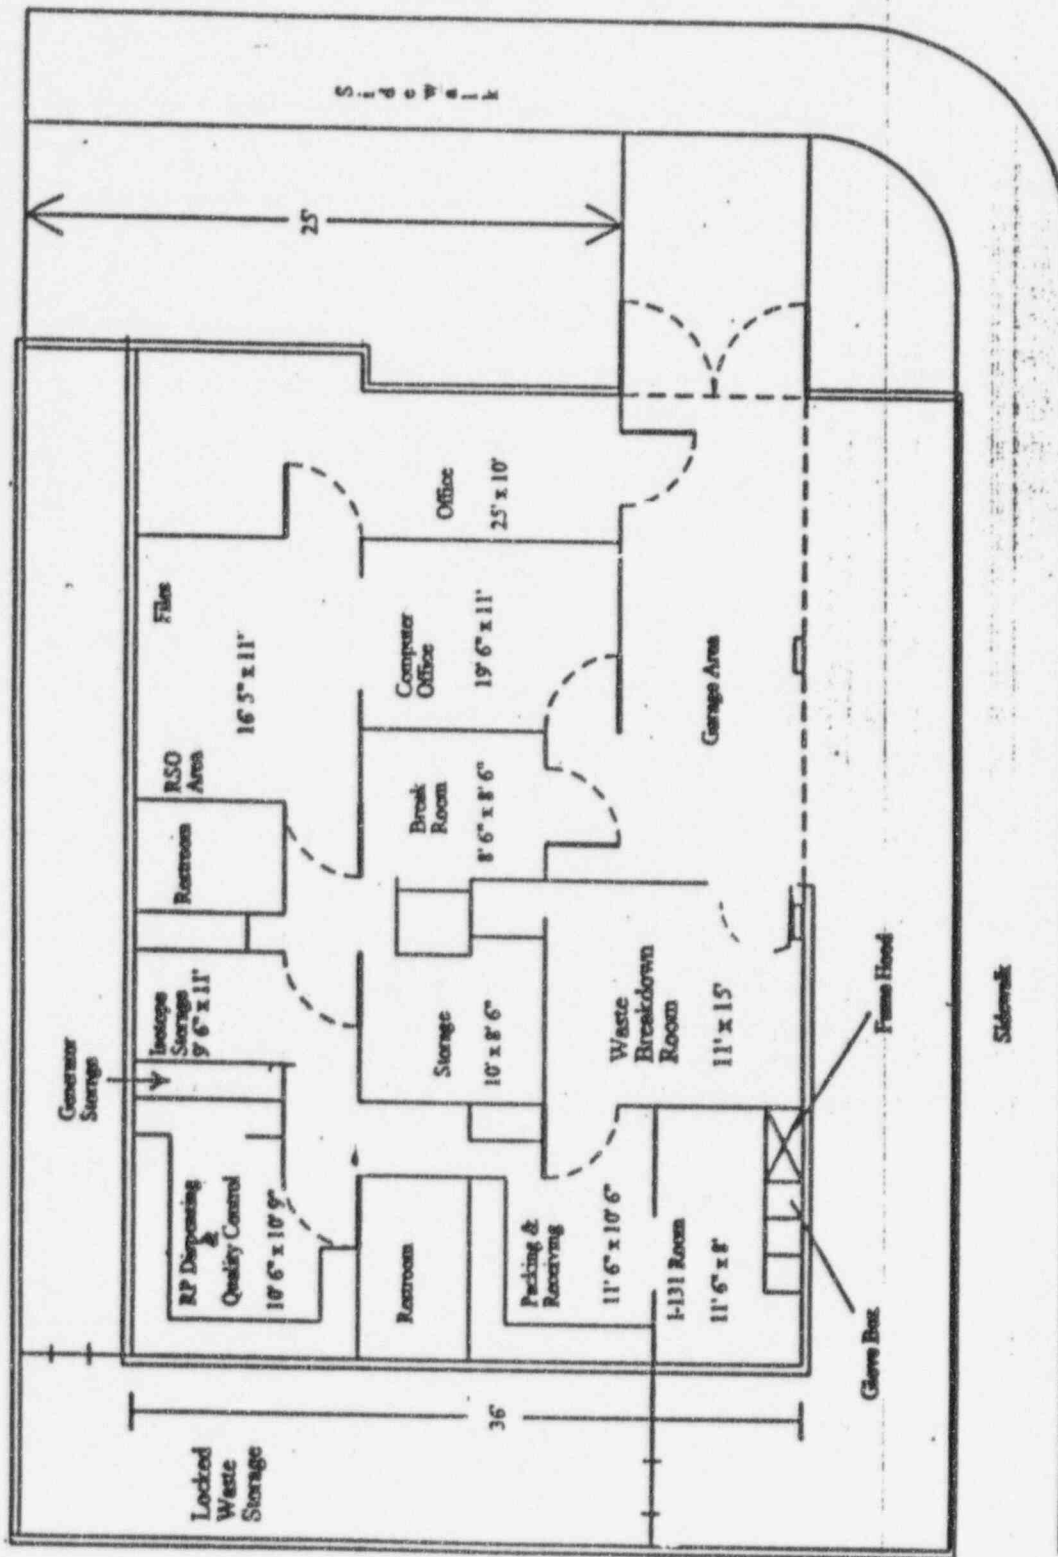 Sidewalk
25'
Files
RSO
Area
16' 5" x 11'
Restroom
Generator
Storage
Isotope
Storage
9' 6" x 11'
RP Dispensing
&
Quality Control
10' 6" x 10' 9"
Office
25' x 10'
Computer
Office
19' 6" x 11'
Break
Room
8' 6" x 8' 6"
Storage
10' x 8' 6"
Restroom
Packing &
Receiving
11' 6" x 10' 6"
Garage Area
Waste
Breakdown
Room
11' x 15'
I-131 Room
11' 6" x 8'
Fume Hood
Glove Box
Locked
Waste
Storage
36'
Sidewalk